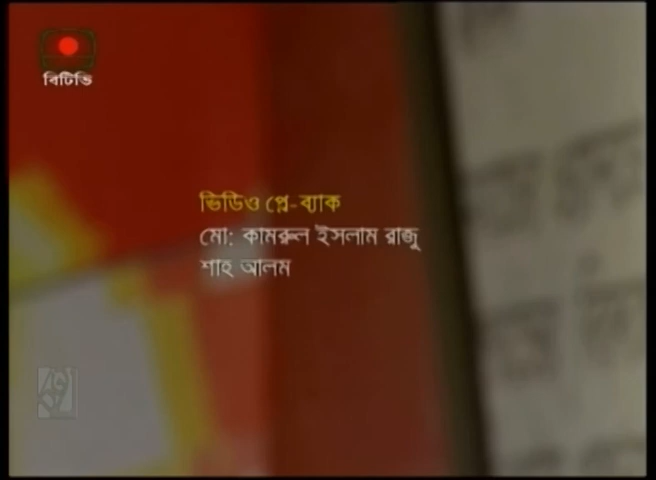 বিটিভি
ভিডিও প্লে-ব্যাক
মো: কামরুল ইসলাম রাজু
শাহ আলম